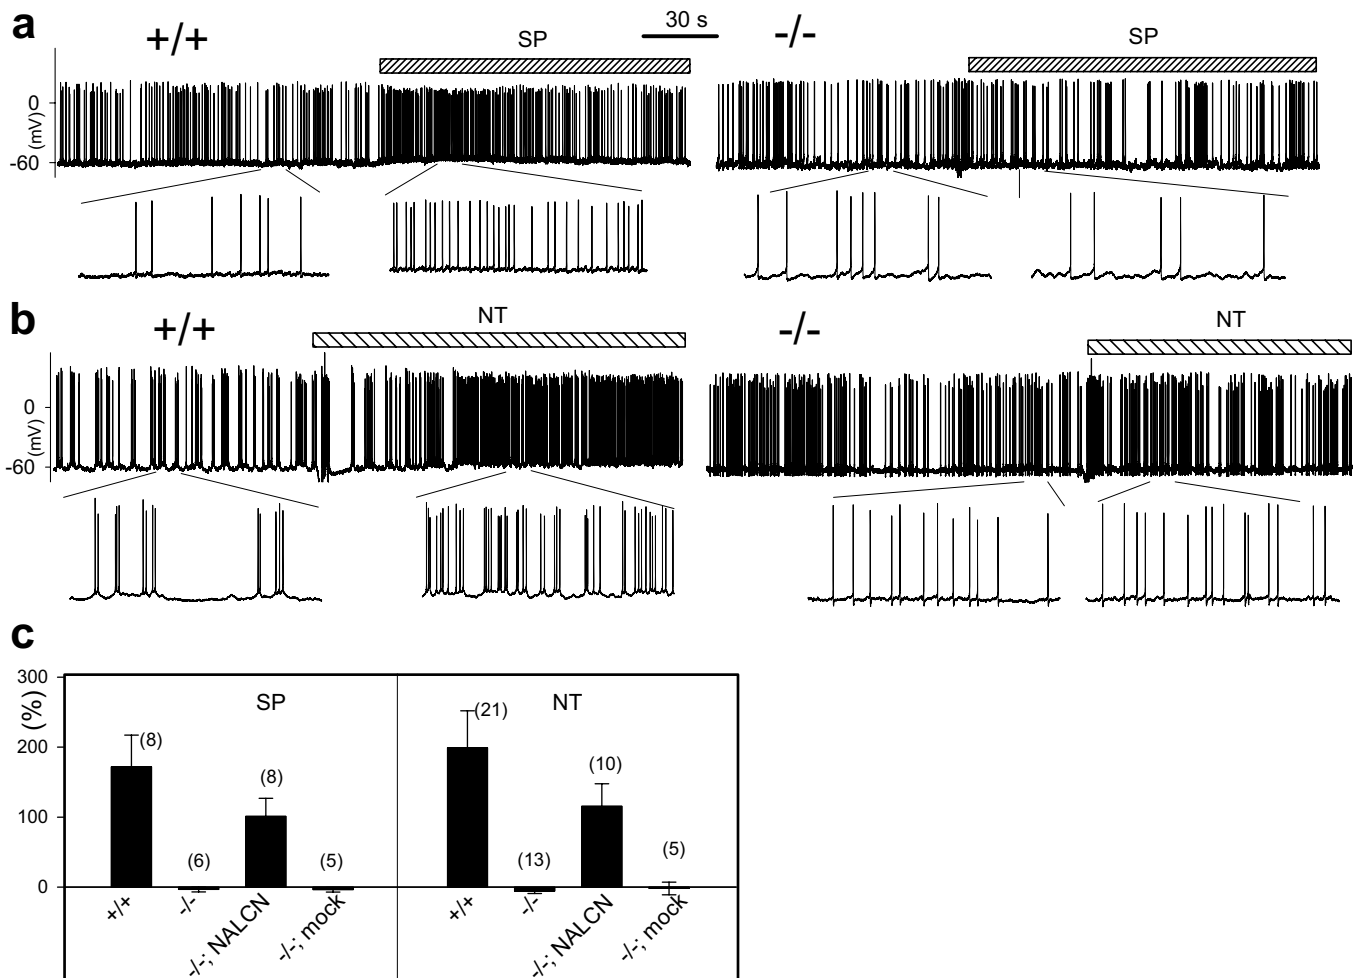 a
+/+
SP
30 s
-/-
SP
0
(mV)
-60
b
+/+
NT
-/-
NT
0
(mV)
-60
c
300
200
100
0
(%)
SP
NT
(8)
(6)
(8)
(5)
(21)
(13)
(10)
(5)
+/+
-/-
-/-; NALCN
-/-; mock
+/+
-/-
-/-; NALCN
-/-; mock